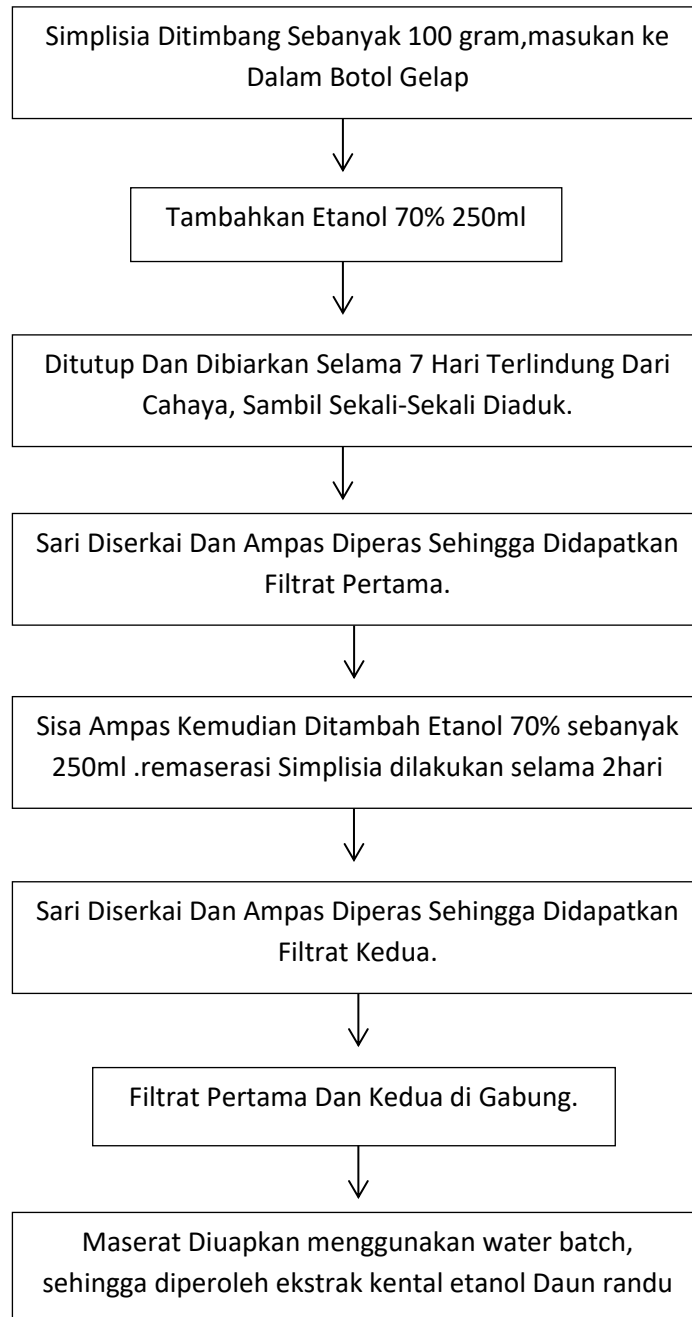 Simplisia Ditimbang Sebanyak 100 gram,masukan ke
Dalam Botol Gelap
Tambahkan Etanol 70% 250ml
Ditutup Dan Dibiarkan Selama 7 Hari Terlindung Dari
Cahaya, Sambil Sekali-Sekali Diaduk.
Sari Diserkai Dan Ampas Diperas Sehingga Didapatkan
Filtrat Pertama.
Sisa Ampas Kemudian Ditambah Etanol 70% sebanyak
250ml .remaserasi Simplisia dilakukan selama 2hari
Sari Diserkai Dan Ampas Diperas Sehingga Didapatkan
Filtrat Kedua.
Filtrat Pertama Dan Kedua di Gabung.
Maserat Diuapkan menggunakan water batch,
sehingga diperoleh ekstrak kental etanol Daun randu